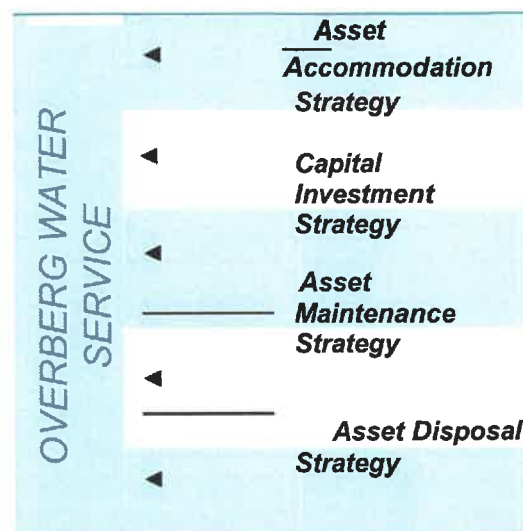 OVERBERG WATER
SERVICE
Asset
Accommodation
Strategy
Capital
Investment
Strategy
Asset
Maintenance
Strategy
Asset Disposal
Strategy